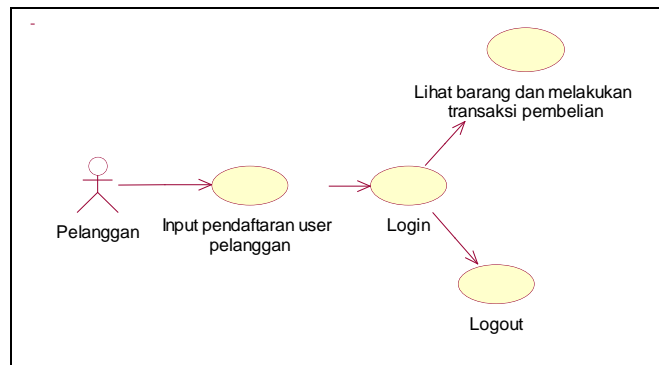 Lihat barang dan melakukan
transaksi pembelian
Pelanggan
Input pendaftaran user
pelanggan
Login
Logout